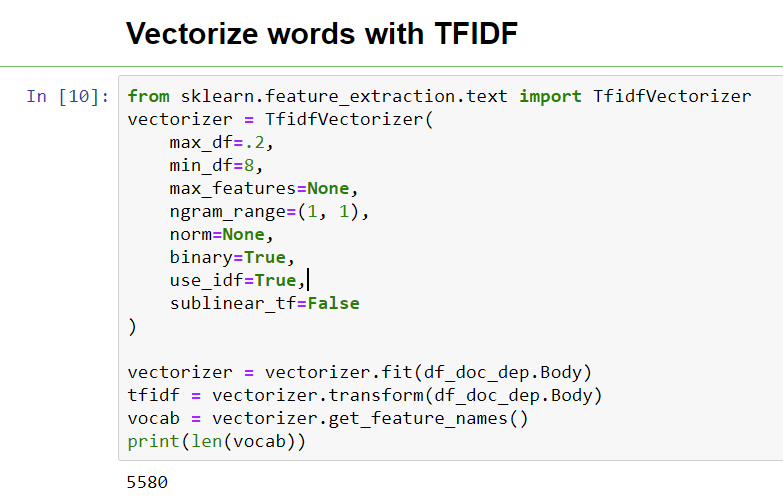 Vectorize words with TFIDF
In [10]: from sklearn.feature_extraction.text import TfidfVectorizer
vectorizer = TfidfVectorizer(
    max_df=.2,
    min_df=8,
    max_features=None,
    ngram_range=(1, 1),
    norm=None,
    binary=True,
    use_idf=True,
    sublinear_tf=False
)
vectorizer = vectorizer.fit(df_doc_dep.Body)
tfidf = vectorizer.transform(df_doc_dep.Body)
vocab = vectorizer.get_feature_names()
print(len(vocab))
5580